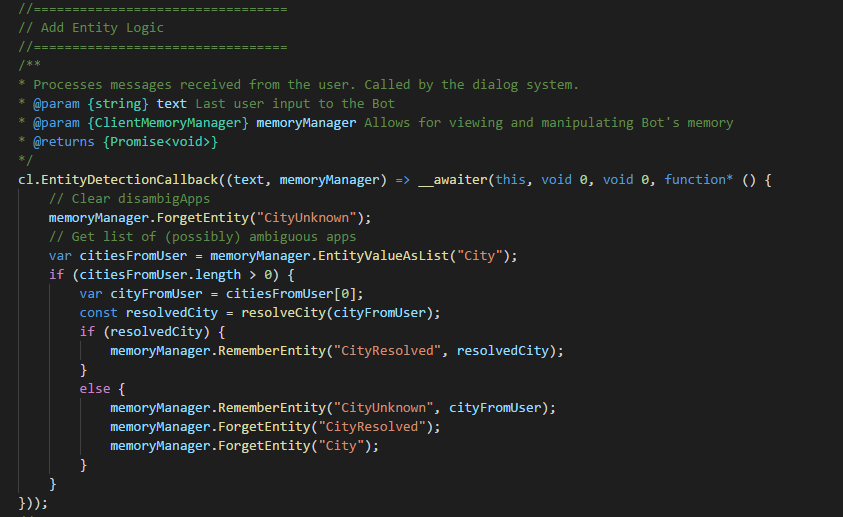 //=================================
// Add Entity Logic
//=================================
/**
* Processes messages received from the user. Called by the dialog system.
* @param {string} text Last user input to the Bot
* @param {ClientMemoryManager} memoryManager Allows for viewing and manipulating Bot's memory
* @returns {Promise<void>}
*/
cl.EntityDetectionCallback((text, memoryManager) => __awaiter(this, void 0, void 0, function* () {
    // Clear disambigApps
    memoryManager.ForgetEntity("CityUnknown");
    // Get list of (possibly) ambiguous apps
    var citiesFromUser = memoryManager.EntityValueAsList("City");
    if (citiesFromUser.length > 0) {
        var cityFromUser = citiesFromUser[0];
        const resolvedCity = resolveCity(cityFromUser);
        if (resolvedCity) {
            memoryManager.RememberEntity("CityResolved", resolvedCity);
        }
        else {
            memoryManager.RememberEntity("CityUnknown", cityFromUser);
            memoryManager.ForgetEntity("CityResolved");
            memoryManager.ForgetEntity("City");
        }
    }
}));